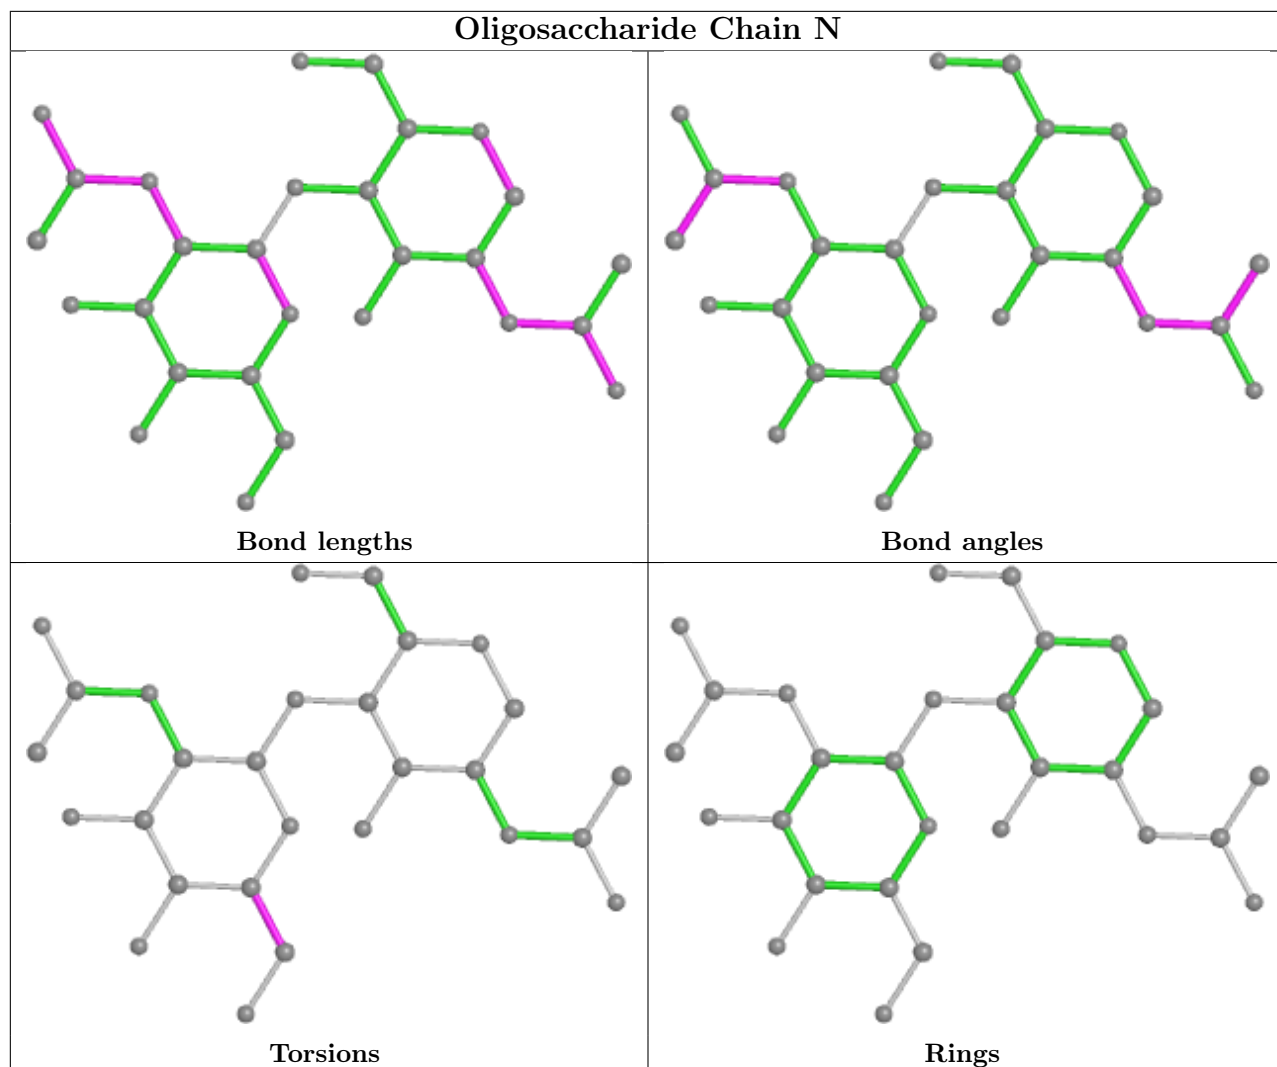 Oligosaccharide Chain N
Bond lengths
Bond angles
Torsions
Rings